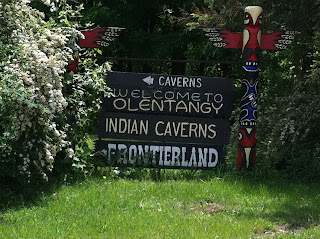 CAVERNS
WELCOME TO
OLENTANGY
INDIAN CAVERNS
FRONTIERLAND